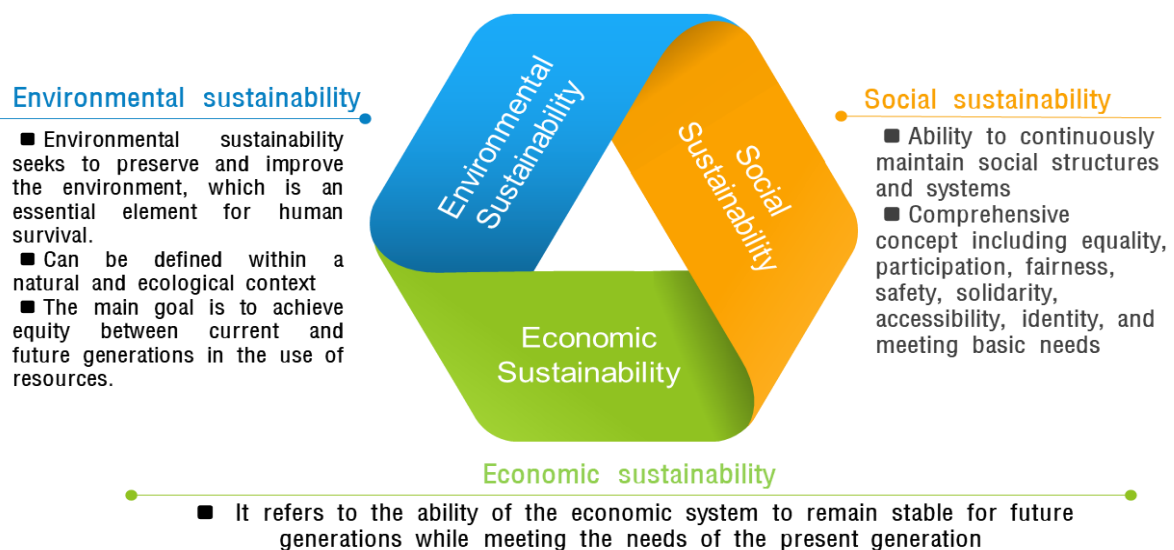 Environmental sustainability
■ Environmental sustainability
seeks to preserve and improve
the environment, which is an
essential element for human
survival.
■ Can be defined within a
natural and ecological context
■ The main goal is to achieve
equity between current and
future generations in the use of
resources.
Environmental
Sustainability
Social
Sustainability
Economic
Sustainability
Social sustainability
■ Ability to continuously
maintain social structures
and systems
■ Comprehensive
concept including equality,
participation, fairness,
safety, solidarity,
accessibility, identity, and
meeting basic needs
Economic sustainability
■ It refers to the ability of the economic system to remain stable for future
generations while meeting the needs of the present generation